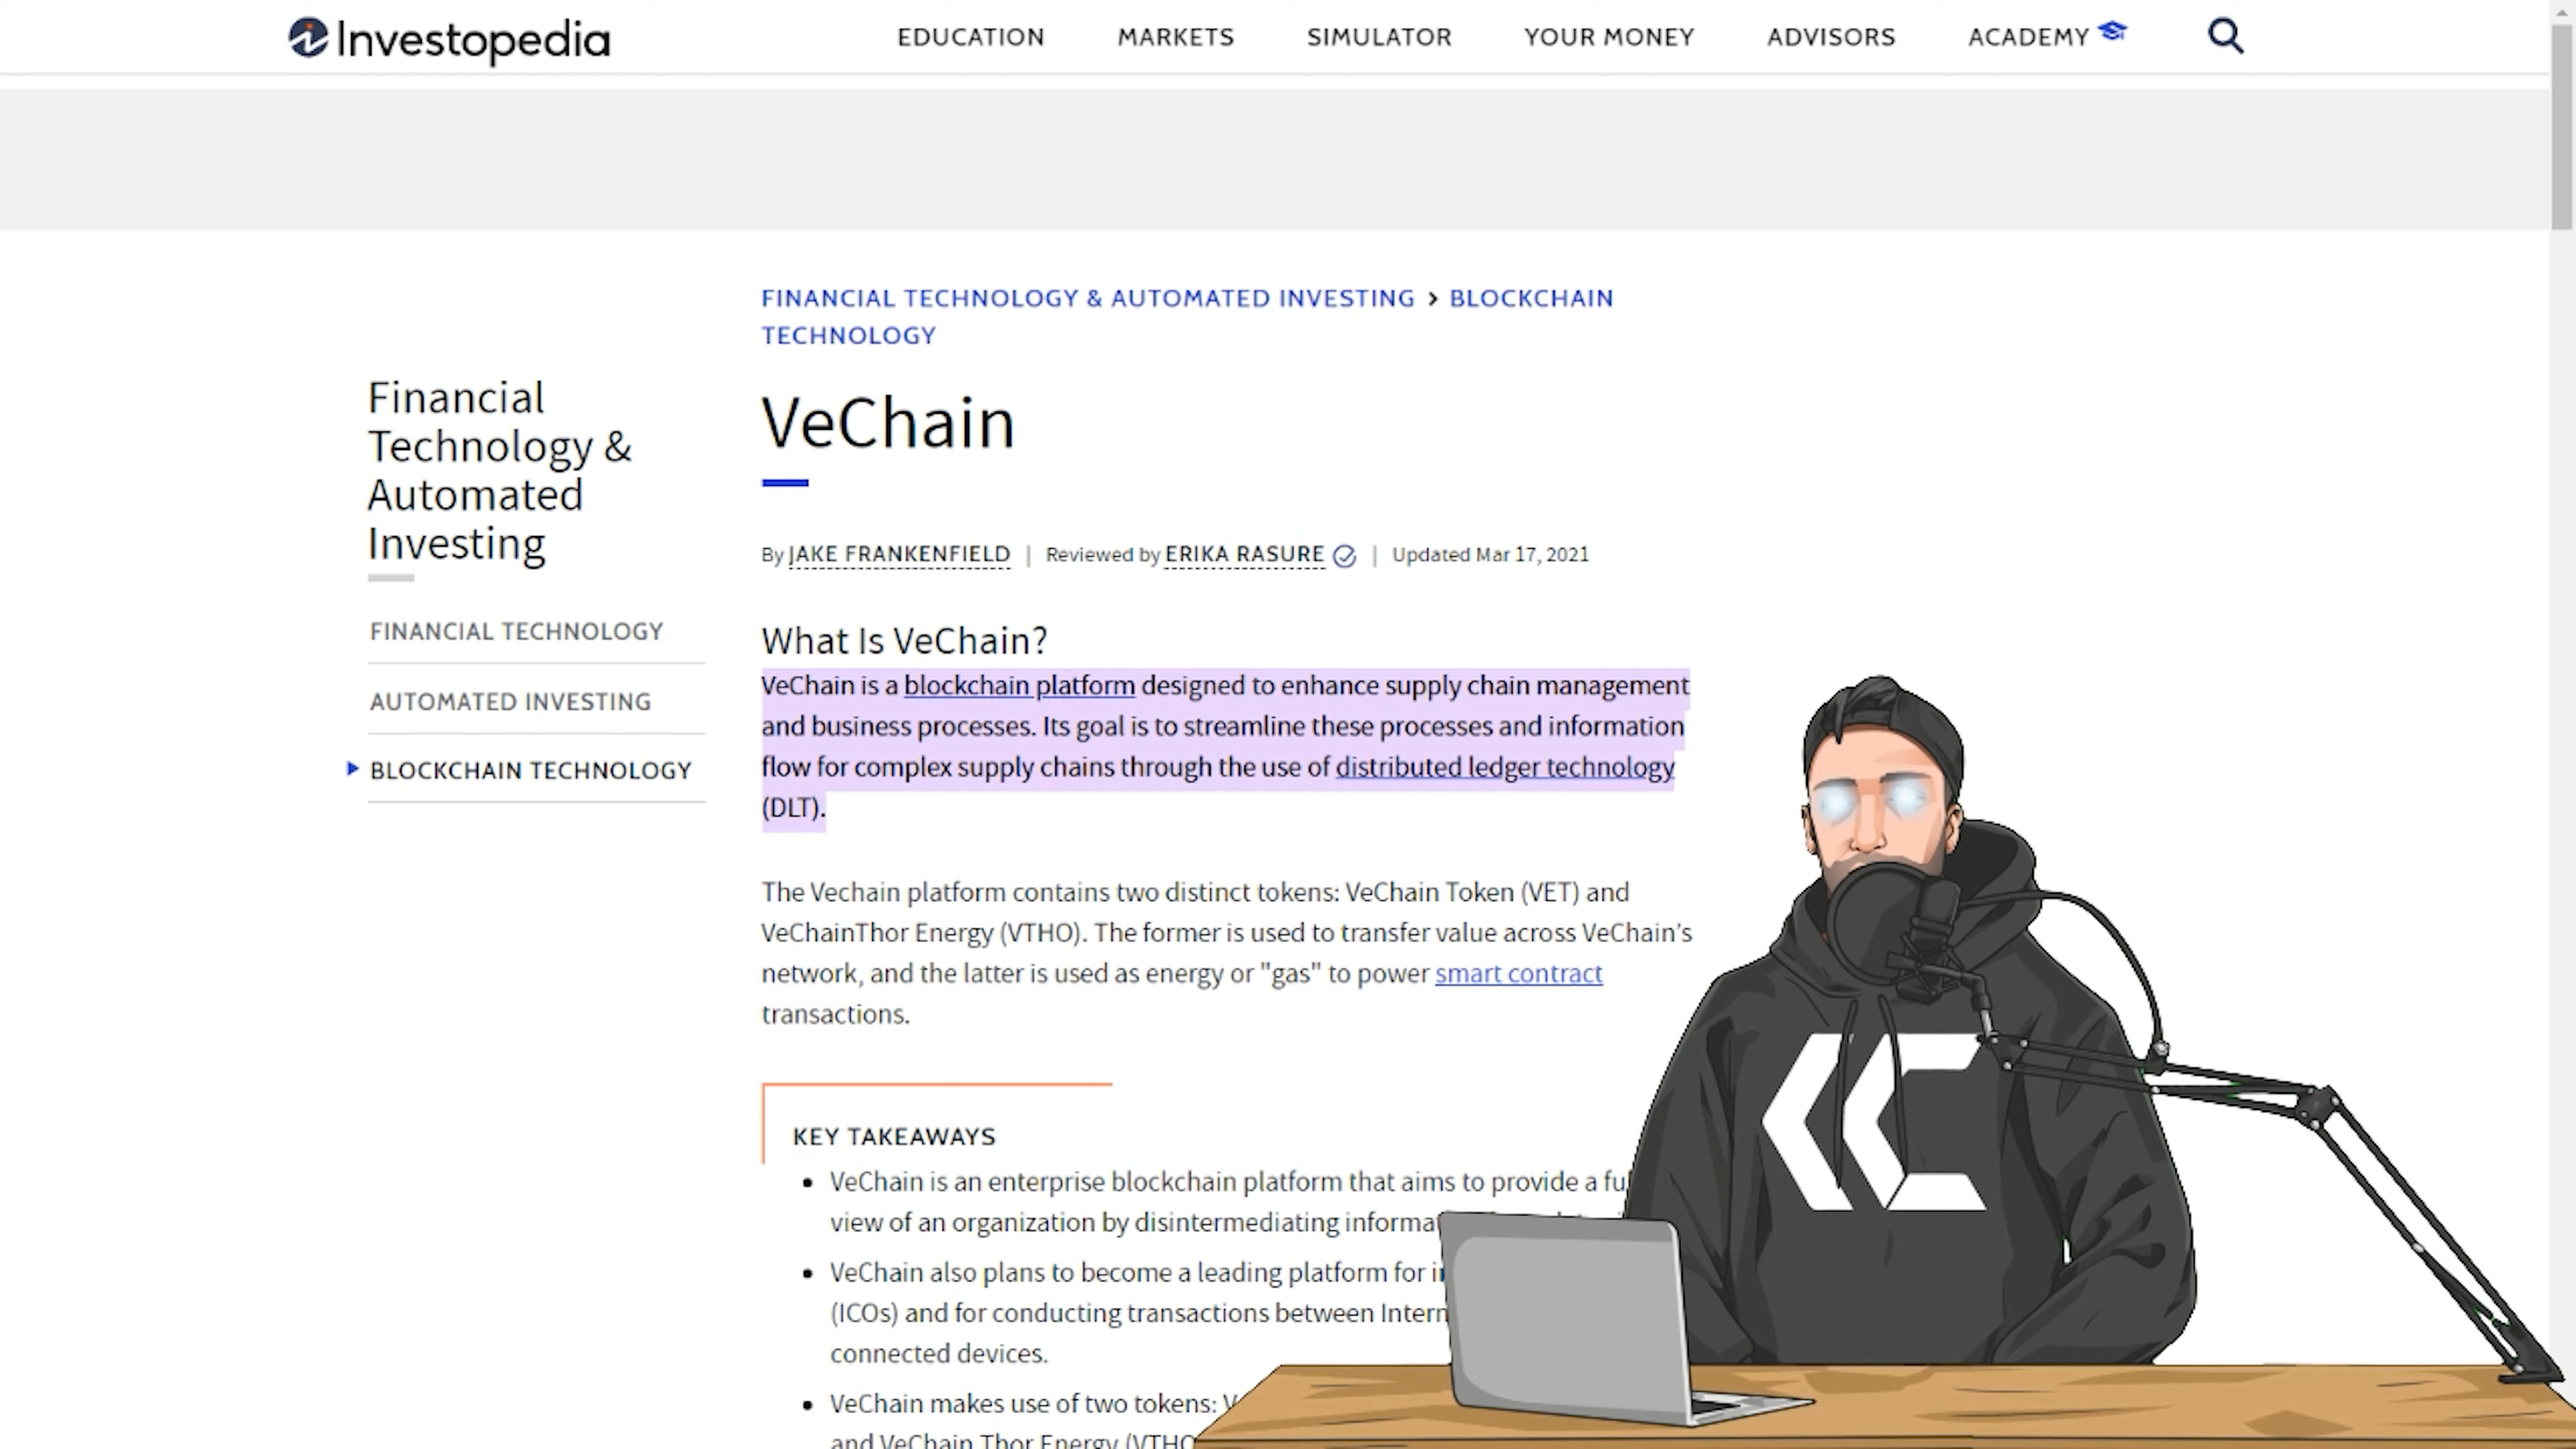 Investopedia
EDUCATION MARKETS SIMULATOR YOUR MONEY ADVISORS ACADEMY
FINANCIAL TECHNOLOGY & AUTOMATED INVESTING > BLOCKCHAIN
TECHNOLOGY
Financial
Technology &
Automated
Investing
FINANCIAL TECHNOLOGY
AUTOMATED INVESTING
BLOCKCHAIN TECHNOLOGY
VeChain
By JAKE FRANKENFIELD | Reviewed by ERIKA RASURE | Updated Mar 17, 2021
What Is VeChain?
VeChain is a blockchain platform designed to enhance supply chain management
and business processes. Its goal is to streamline these processes and information
flow for complex supply chains through the use of distributed ledger technology
(DLT).
The Vechain platform contains two distinct tokens: VeChain Token (VET) and
VeChainThor Energy (VTHO). The former is used to transfer value across VeChain's
network, and the latter is used as energy or "gas" to power smart contract
transactions.
KEY TAKEAWAYS
• VeChain is an enterprise blockchain platform that aims to provide a
view of an organization by disintermediating
• VeChain also plans to become a leading platform for
(ICOs) and for conducting transactions between
connected devices.
• VeChain makes use of two tokens:
and VeChain Thor Energy (VTHO